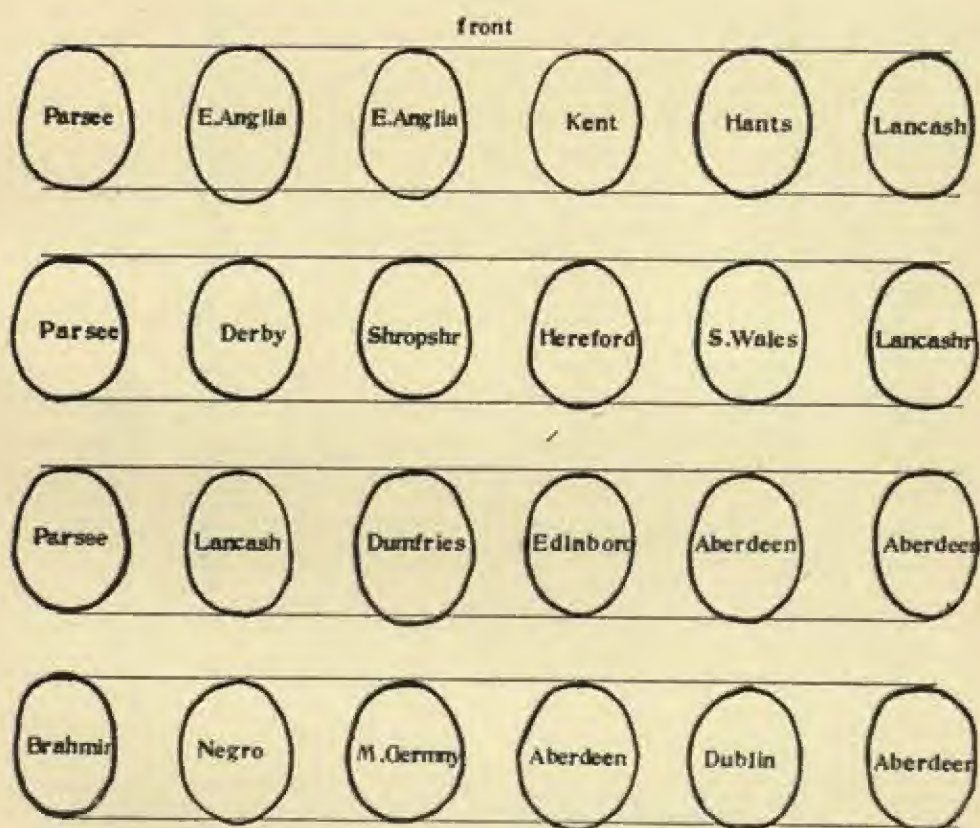 front
Parsee E.Anglia E.Anglia Kent Hants Lancash
Parsee Derby Shropshr Hereford S.Wales Lancashr
Parsee Lancash Dumfries Edinboro Aberdeen Aberdeen
Brahmin Negro M.Germny Aberdeen Dublin Aberdeen